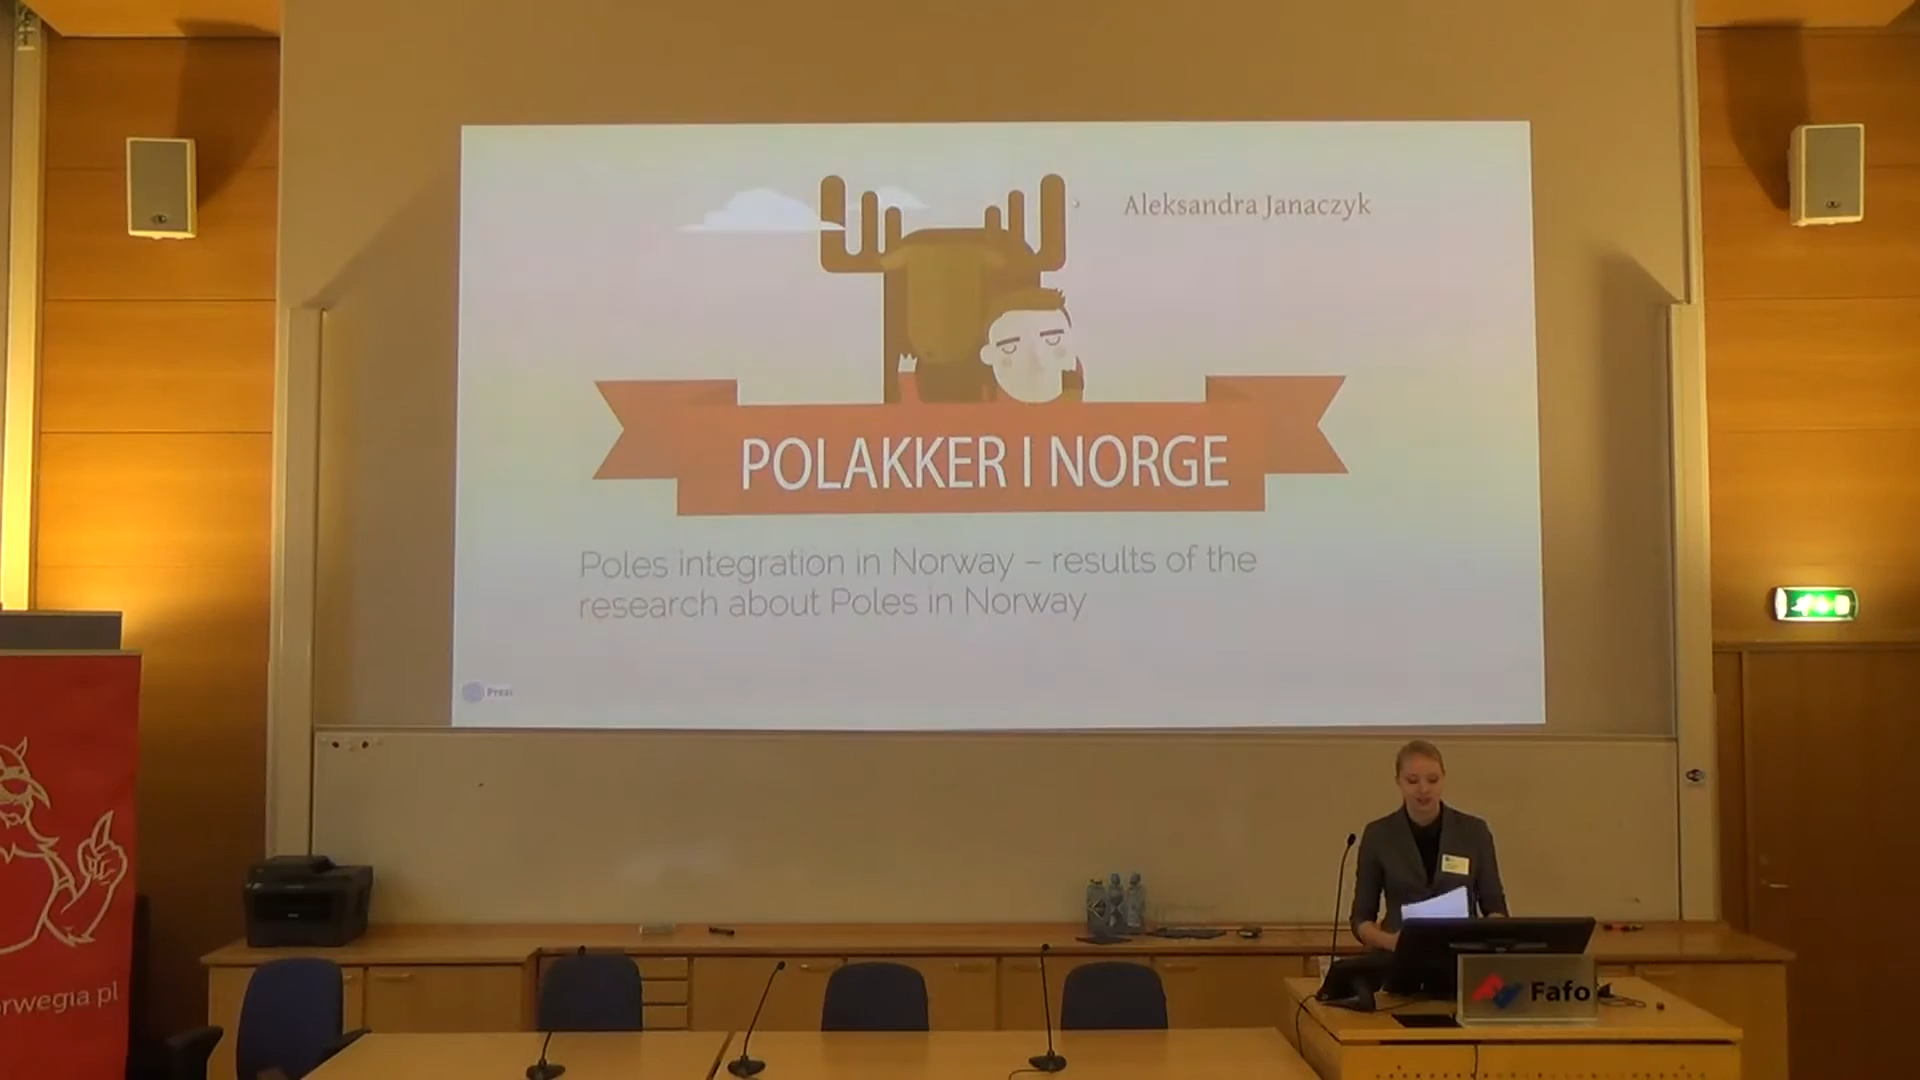 Aleksandra Janaczyk
POLAKKER I NORGE
Poles integration in Norway – results of the
research about Poles in Norway
Prezi
rwegia.pl
Fafo